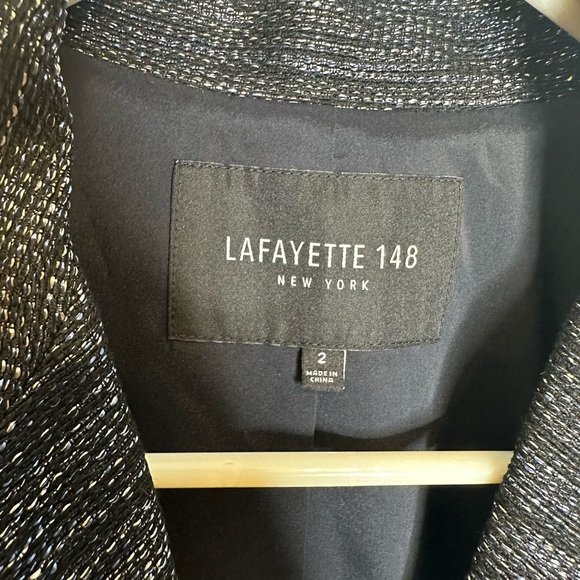 LAFAYETTE 148
NEW YORK
2
MADE IN
CHINA